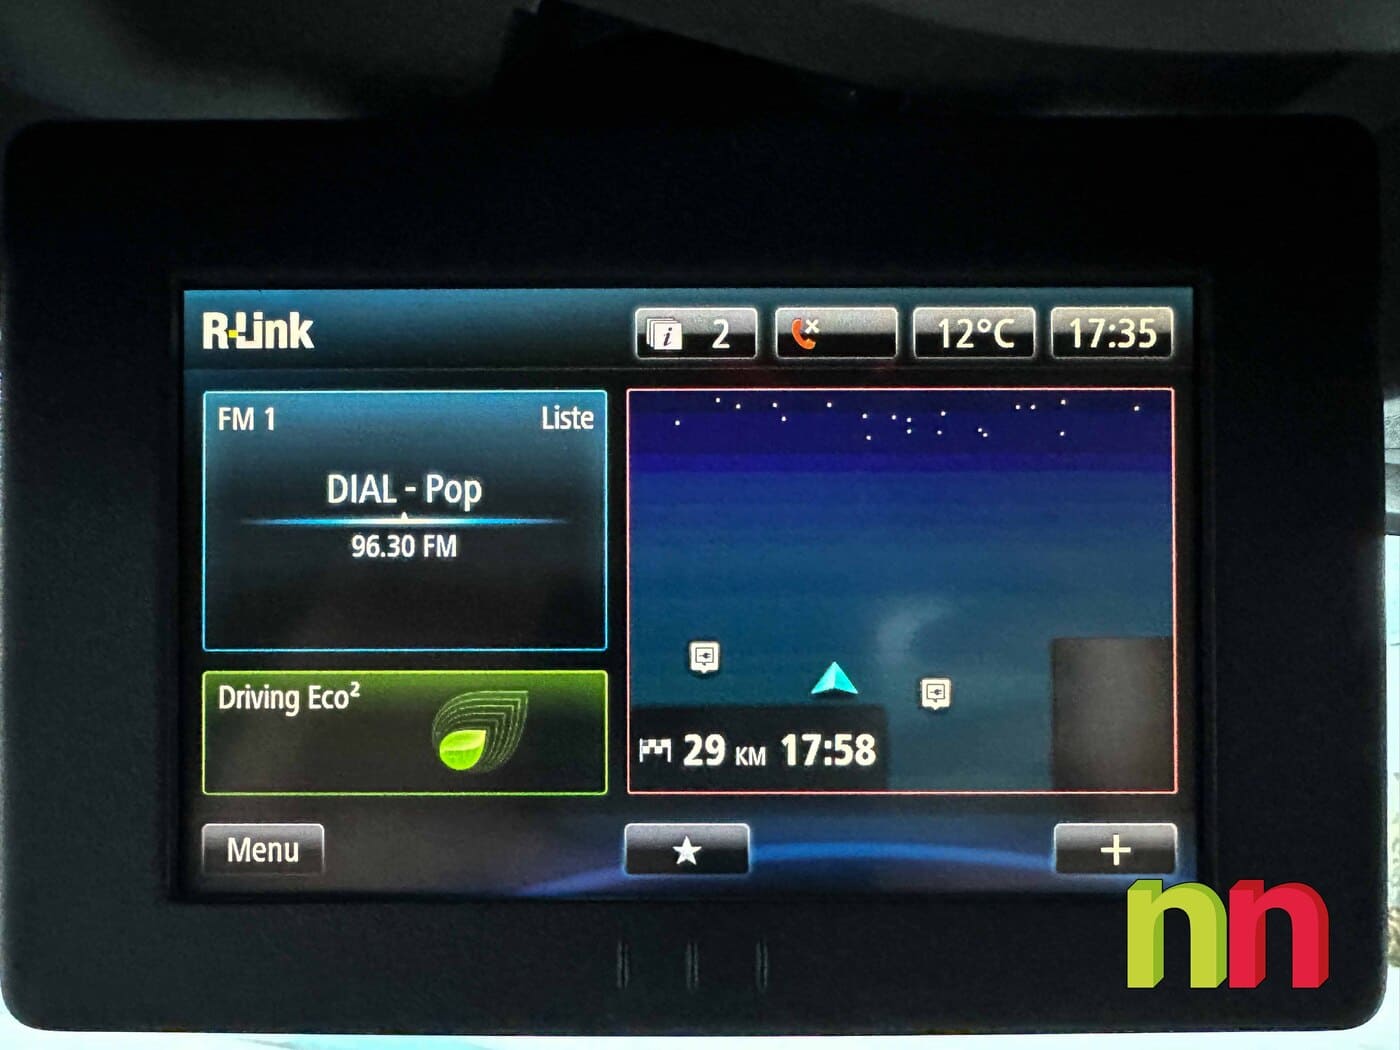 R-Link
2
12°C
17:35
FM 1
Liste
DIAL - Pop
96.30 FM
Driving Eco²
29 KM 17:58
Menu
nn